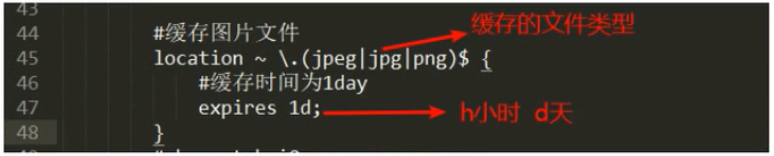 43
44 #缓存图片文件 缓存的文件类型
45 location ~ \.(jpeg|jpg|png)$ {
46 #缓存时间为1day
47 expires 1d; h小时 d天
48 }